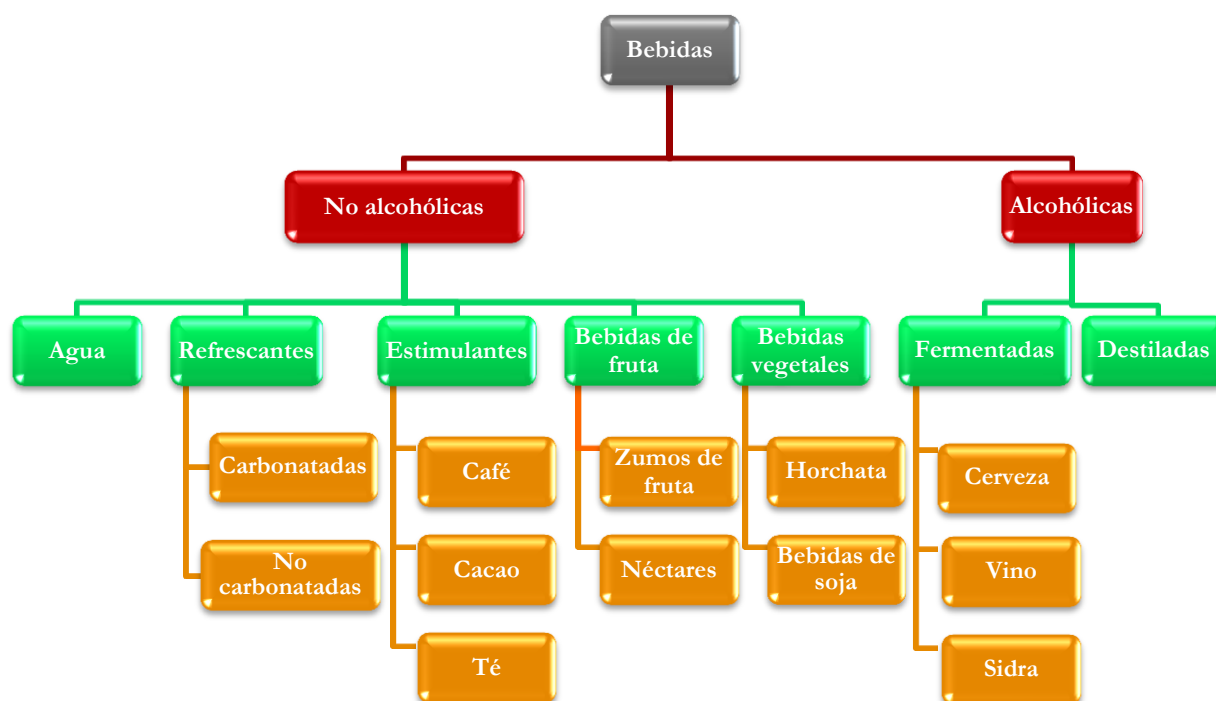 Bebidas
No alcohólicas
Alcohólicas
Agua
Refrescantes
Estimulantes
Bebidas de
fruta
Bebidas
vegetales
Fermentadas
Destiladas
Carbonatadas
No
carbonatadas
Café
Cacao
Té
Zumos de
fruta
Néctares
Horchata
Bebidas de
soja
Cerveza
Vino
Sidra